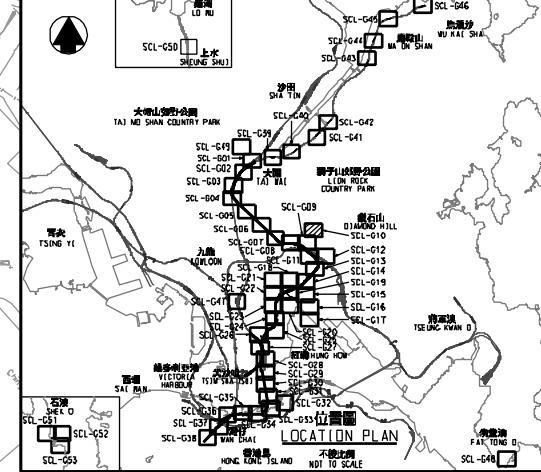 LO WU
SCL-G50
上水
SHEUNG SHUI
SCL-G46
SCL-G45
烏溪沙
WU KAI SHA
SCL-G44
馬鞍山
MA ON SHAN
SCL-G43
沙田
SHA TIN
大帽山郊野公園
TAI MO SHAN COUNTRY PARK
SCL-G40
SCL-G42
SCL-G39
SCL-G41
SCL-G49
SCL-G01
SCL-G02
大圍
TAI WAI
獅子山郊野公園
LION ROCK
COUNTRY PARK
SCL-G03
SCL-G04
SCL-G05
SCL-G06
SCL-G07
SCL-G08
SCL-G09
鑽石山
DIAMOND HILL
SCL-G10
SCL-G11
SCL-G12
SCL-G13
SCL-G14
SCL-G19
SCL-G15
SCL-G16
SCL-G17
青衣
TSING YI
九龍
KOWLOON
SCL-G18
SCL-G21
SCL-G22
SCL-G47
SCL-G23
SCL-G24
SCL-G20
SCL-G26
SCL-G27
將軍澳
TSEUNG KWAN O
紅磡
HUNG HOM
維多利亞港
VICTORIA
HARBOUR
西環
SAI WAN
SCL-G28
SCL-G29
SCL-G30
SCL-G32
SCL-G33
SCL-G34
SCL-G35
SCL-G36
SCL-G37
SCL-G38
灣仔
WAN CHAI
香港島
HONG KONG ISLAND
位置圖
LOCATION PLAN
不按比例
NOT TO SCALE
石澳
SHEK O
SCL-G51
SCL-G52
SCL-G53
FAT TONG O
SCL-G48